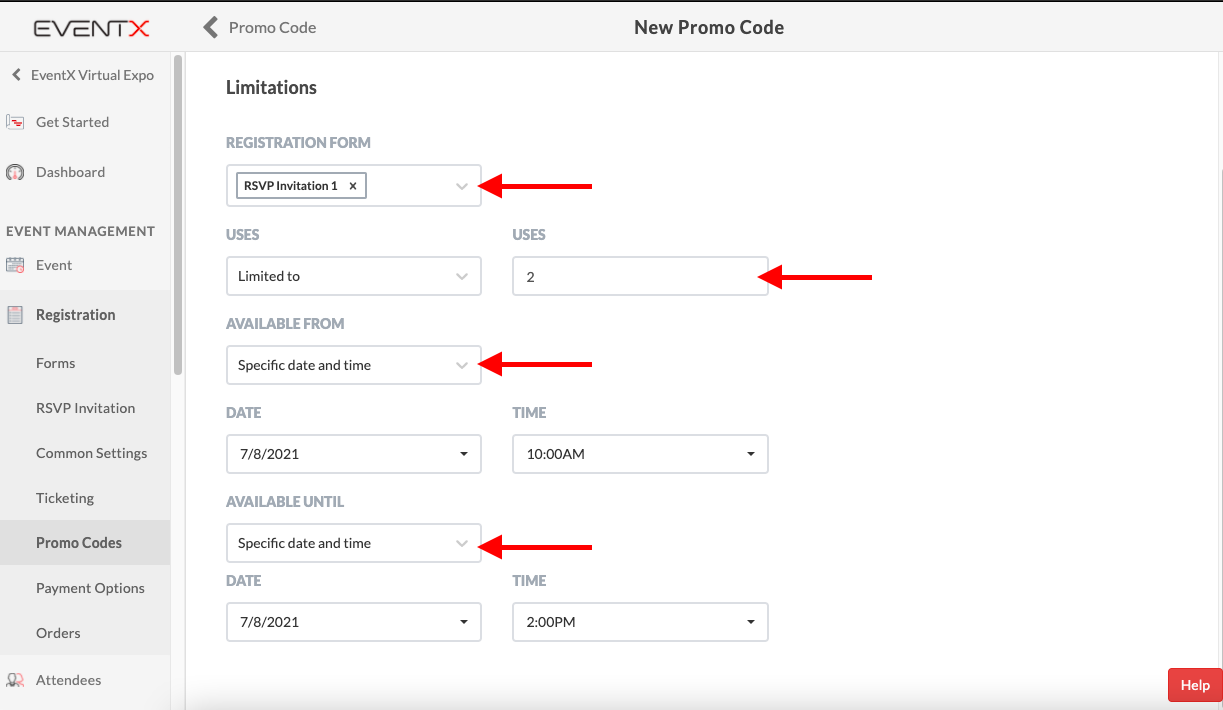 EVENTX
Promo Code
New Promo Code
EventX Virtual Expo
Get Started
Dashboard
EVENT MANAGEMENT
Event
Registration
Forms
RSVP Invitation
Common Settings
Ticketing
Promo Codes
Payment Options
Orders
Attendees
Limitations
REGISTRATION FORM
RSVP Invitation 1 ×
USES USES
Limited to 2
AVAILABLE FROM
Specific date and time
DATE TIME
7/8/2021 10:00AM
AVAILABLE UNTIL
Specific date and time
DATE TIME
7/8/2021 2:00PM
Help